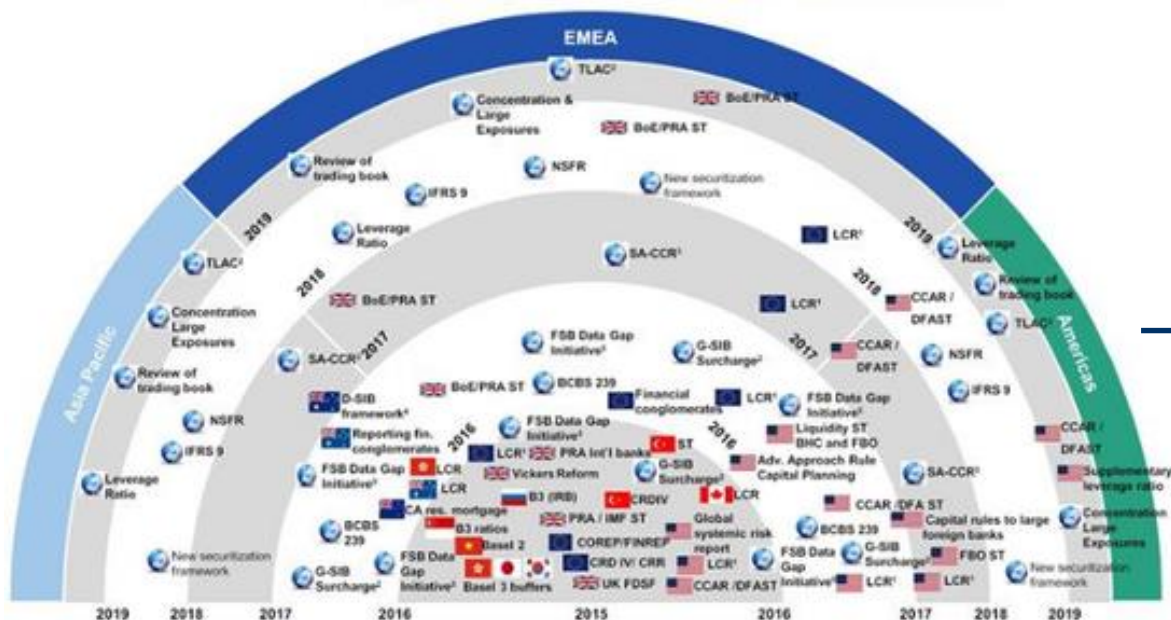 EMEA
TLAC²
Concentration &
Large
Exposures
BoE/PRA ST
BoE/PRA ST
Review of
trading book
NSFR
IFRS 9
New securitization
framework
2019
Leverage
Ratio
LCR¹
2019
Leverage
Ratio
TLAC²
2018
SA-CCR³
Review of
trading book
BoE/PRA ST
LCR¹
2018
CCAR /
DFAST
TLAC²
Asia Pacific
Americas
Concentration
Large
Exposures
2017
FSB Data Gap
Initiative³
G-SIB
Surcharge²
2017
CCAR /
DFAST
NSFR
SA-CCR³
Review of
trading book
BoE/PRA ST
BCBS 239
IFRS 9
D-SIB
framework⁴
Financial
conglomerates
LCR¹
FSB Data Gap
Initiative³
NSFR
Reporting fin.
conglomerates
2016
FSB Data Gap
Initiative³
ST
2016
Liquidity ST
BHC and FBO
CCAR /
DFAST
IFRS 9
LCR
LCR¹
PRA Int'l banks
G-SIB
Surcharge²
Adv. Approach Rule
Capital Planning
SA-CCR³
Supplementary
leverage ratio
Leverage
Ratio
FSB Data Gap
Initiative³
LCR
Vickers Reform
B3 (IRB)
CRDIV
LCR
CCAR /DFA ST
CA res. mortgage
BCBS
239
B3 ratios
PRA / IMF ST
Global
systemic risk
report
BCBS 239
Capital rules to large
foreign banks
Concentration
Large
Exposures
Basel 2
COREP/FINREP
New securitization
framework
FSB Data
Gap
Initiative³
CRD IV/ CRR
LCR¹
FSB Data
Gap
Initiative³
G-SIB
Surcharge²
FBO ST
New securitization
framework
G-SIB
Surcharge²
Basel 3 buffers
UK FDSF
CCAR /DFAST
LCR¹
LCR¹
2019
2018
2017
2016
2015
2016
2017
2018
2019